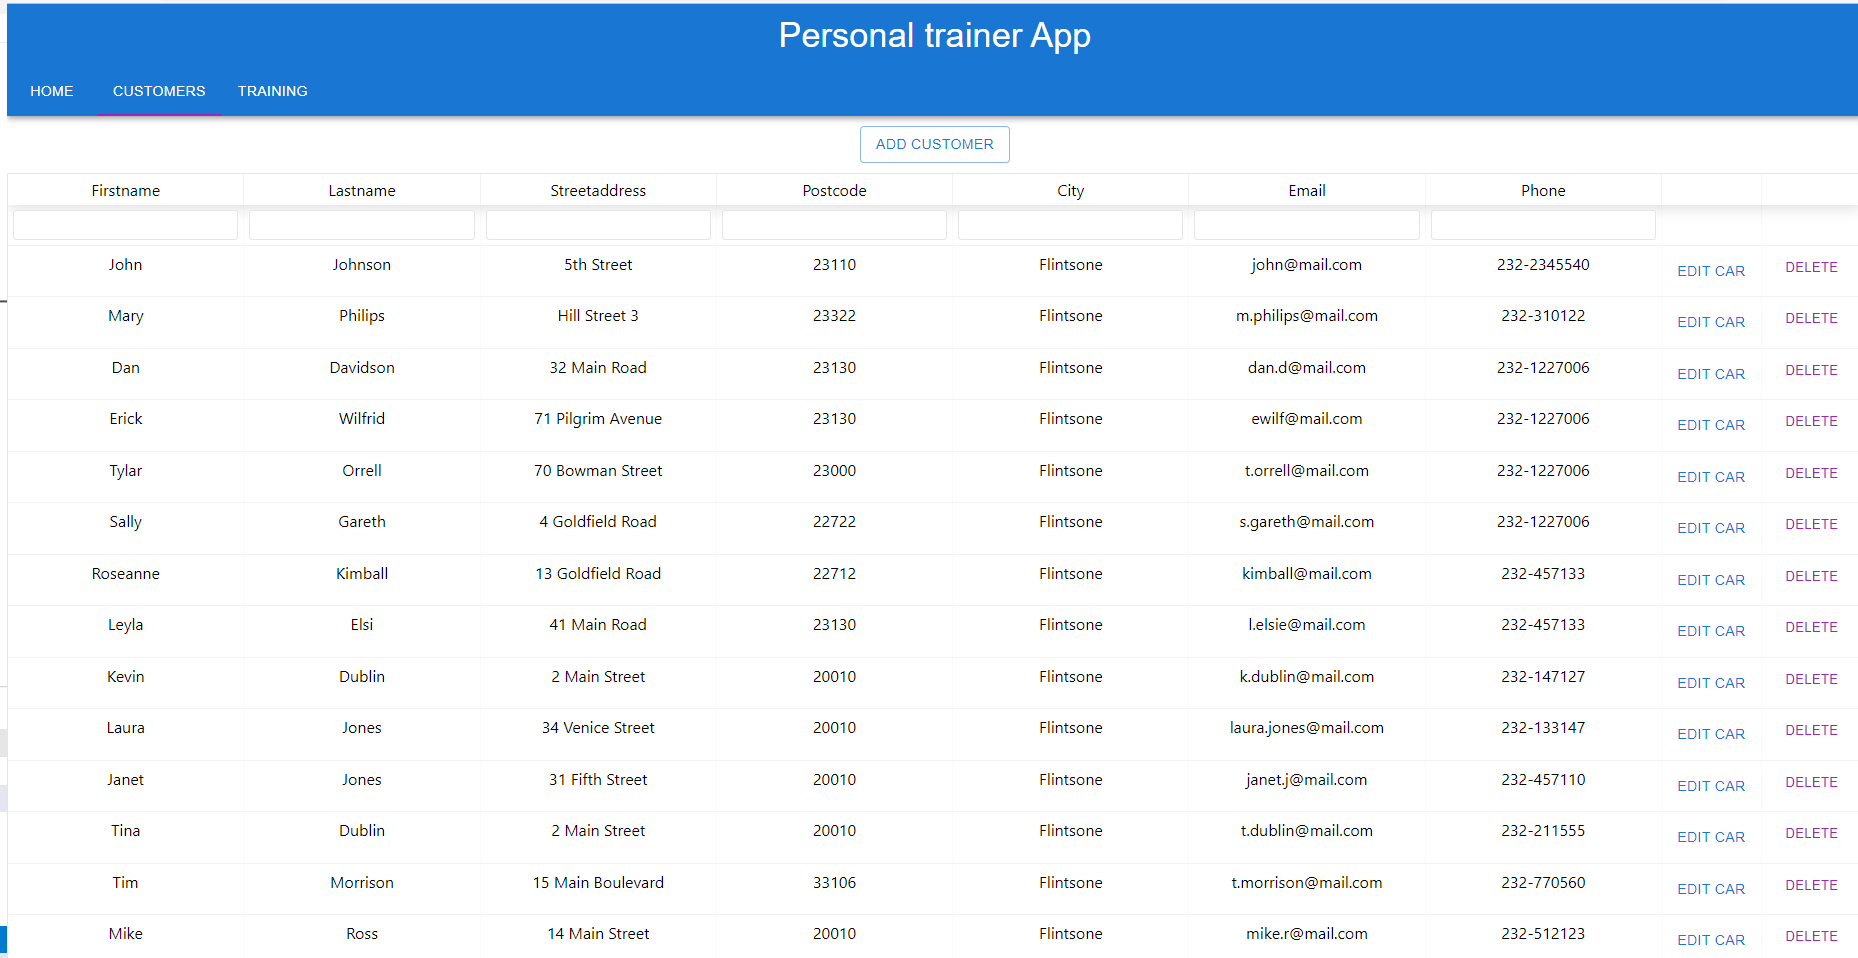 Personal trainer App
HOME CUSTOMERS TRAINING
ADD CUSTOMER
Firstname Lastname Streetaddress Postcode City Email Phone
John Johnson 5th Street 23110 Flintsone john@mail.com 232-2345540 EDIT CAR DELETE
Mary Philips Hill Street 3 23322 Flintsone m.philips@mail.com 232-310122 EDIT CAR DELETE
Dan Davidson 32 Main Road 23130 Flintsone dan.d@mail.com 232-1227006 EDIT CAR DELETE
Erick Wilfrid 71 Pilgrim Avenue 23130 Flintsone ewilf@mail.com 232-1227006 EDIT CAR DELETE
Tylar Orrell 70 Bowman Street 23000 Flintsone t.orrell@mail.com 232-1227006 EDIT CAR DELETE
Sally Gareth 4 Goldfield Road 22722 Flintsone s.gareth@mail.com 232-1227006 EDIT CAR DELETE
Roseanne Kimball 13 Goldfield Road 22712 Flintsone kimball@mail.com 232-457133 EDIT CAR DELETE
Leyla Elsi 41 Main Road 23130 Flintsone l.elsie@mail.com 232-457133 EDIT CAR DELETE
Kevin Dublin 2 Main Street 20010 Flintsone k.dublin@mail.com 232-147127 EDIT CAR DELETE
Laura Jones 34 Venice Street 20010 Flintsone laura.jones@mail.com 232-133147 EDIT CAR DELETE
Janet Jones 31 Fifth Street 20010 Flintsone janet.j@mail.com 232-457110 EDIT CAR DELETE
Tina Dublin 2 Main Street 20010 Flintsone t.dublin@mail.com 232-211555 EDIT CAR DELETE
Tim Morrison 15 Main Boulevard 33106 Flintsone t.morrison@mail.com 232-770560 EDIT CAR DELETE
Mike Ross 14 Main Street 20010 Flintsone mike.r@mail.com 232-512123 EDIT CAR DELETE